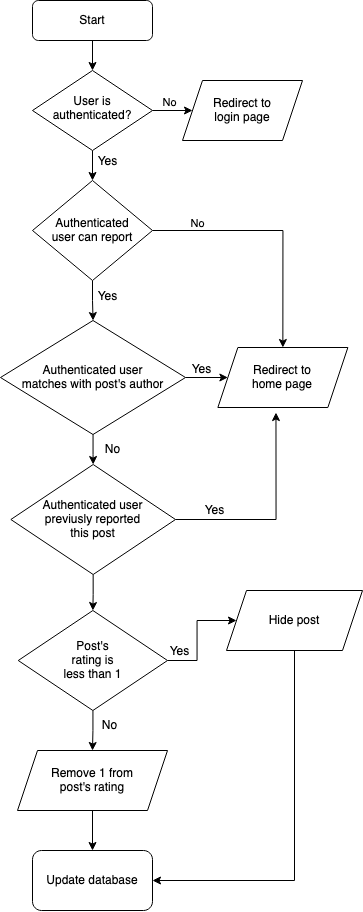 Start
User is
authenticated?
No
Redirect to
login page
Yes
Authenticated
user can report
No
Yes
Authenticated user
matches with post's author
Yes
Redirect to
home page
No
Authenticated user
previusly reported
this post
Yes
Post's
rating is
less than 1
Yes
Hide post
No
Remove 1 from
post's rating
Update database